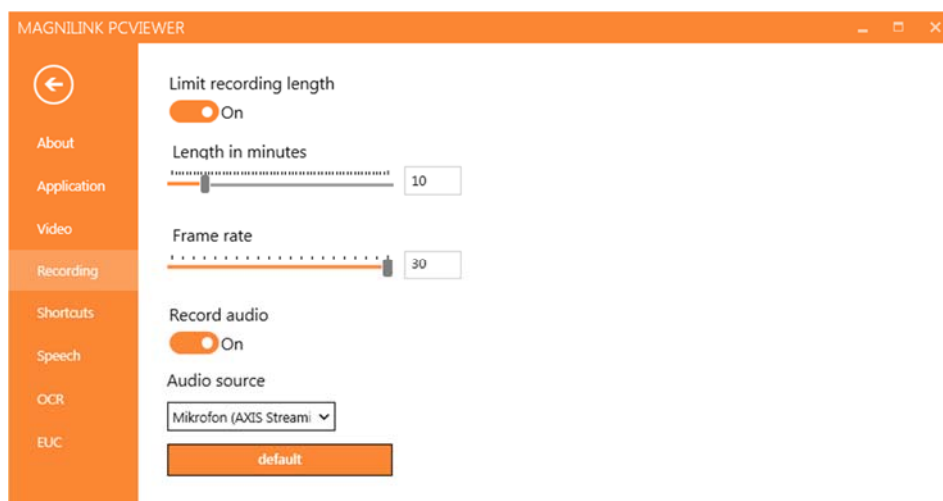 MAGNILINK PCVIEWER
About
Application
Video
Recording
Shortcuts
Speech
OCR
EUC
Limit recording length
On
Length in minutes
10
Frame rate
30
Record audio
On
Audio source
Mikrofon (AXIS Streami
default